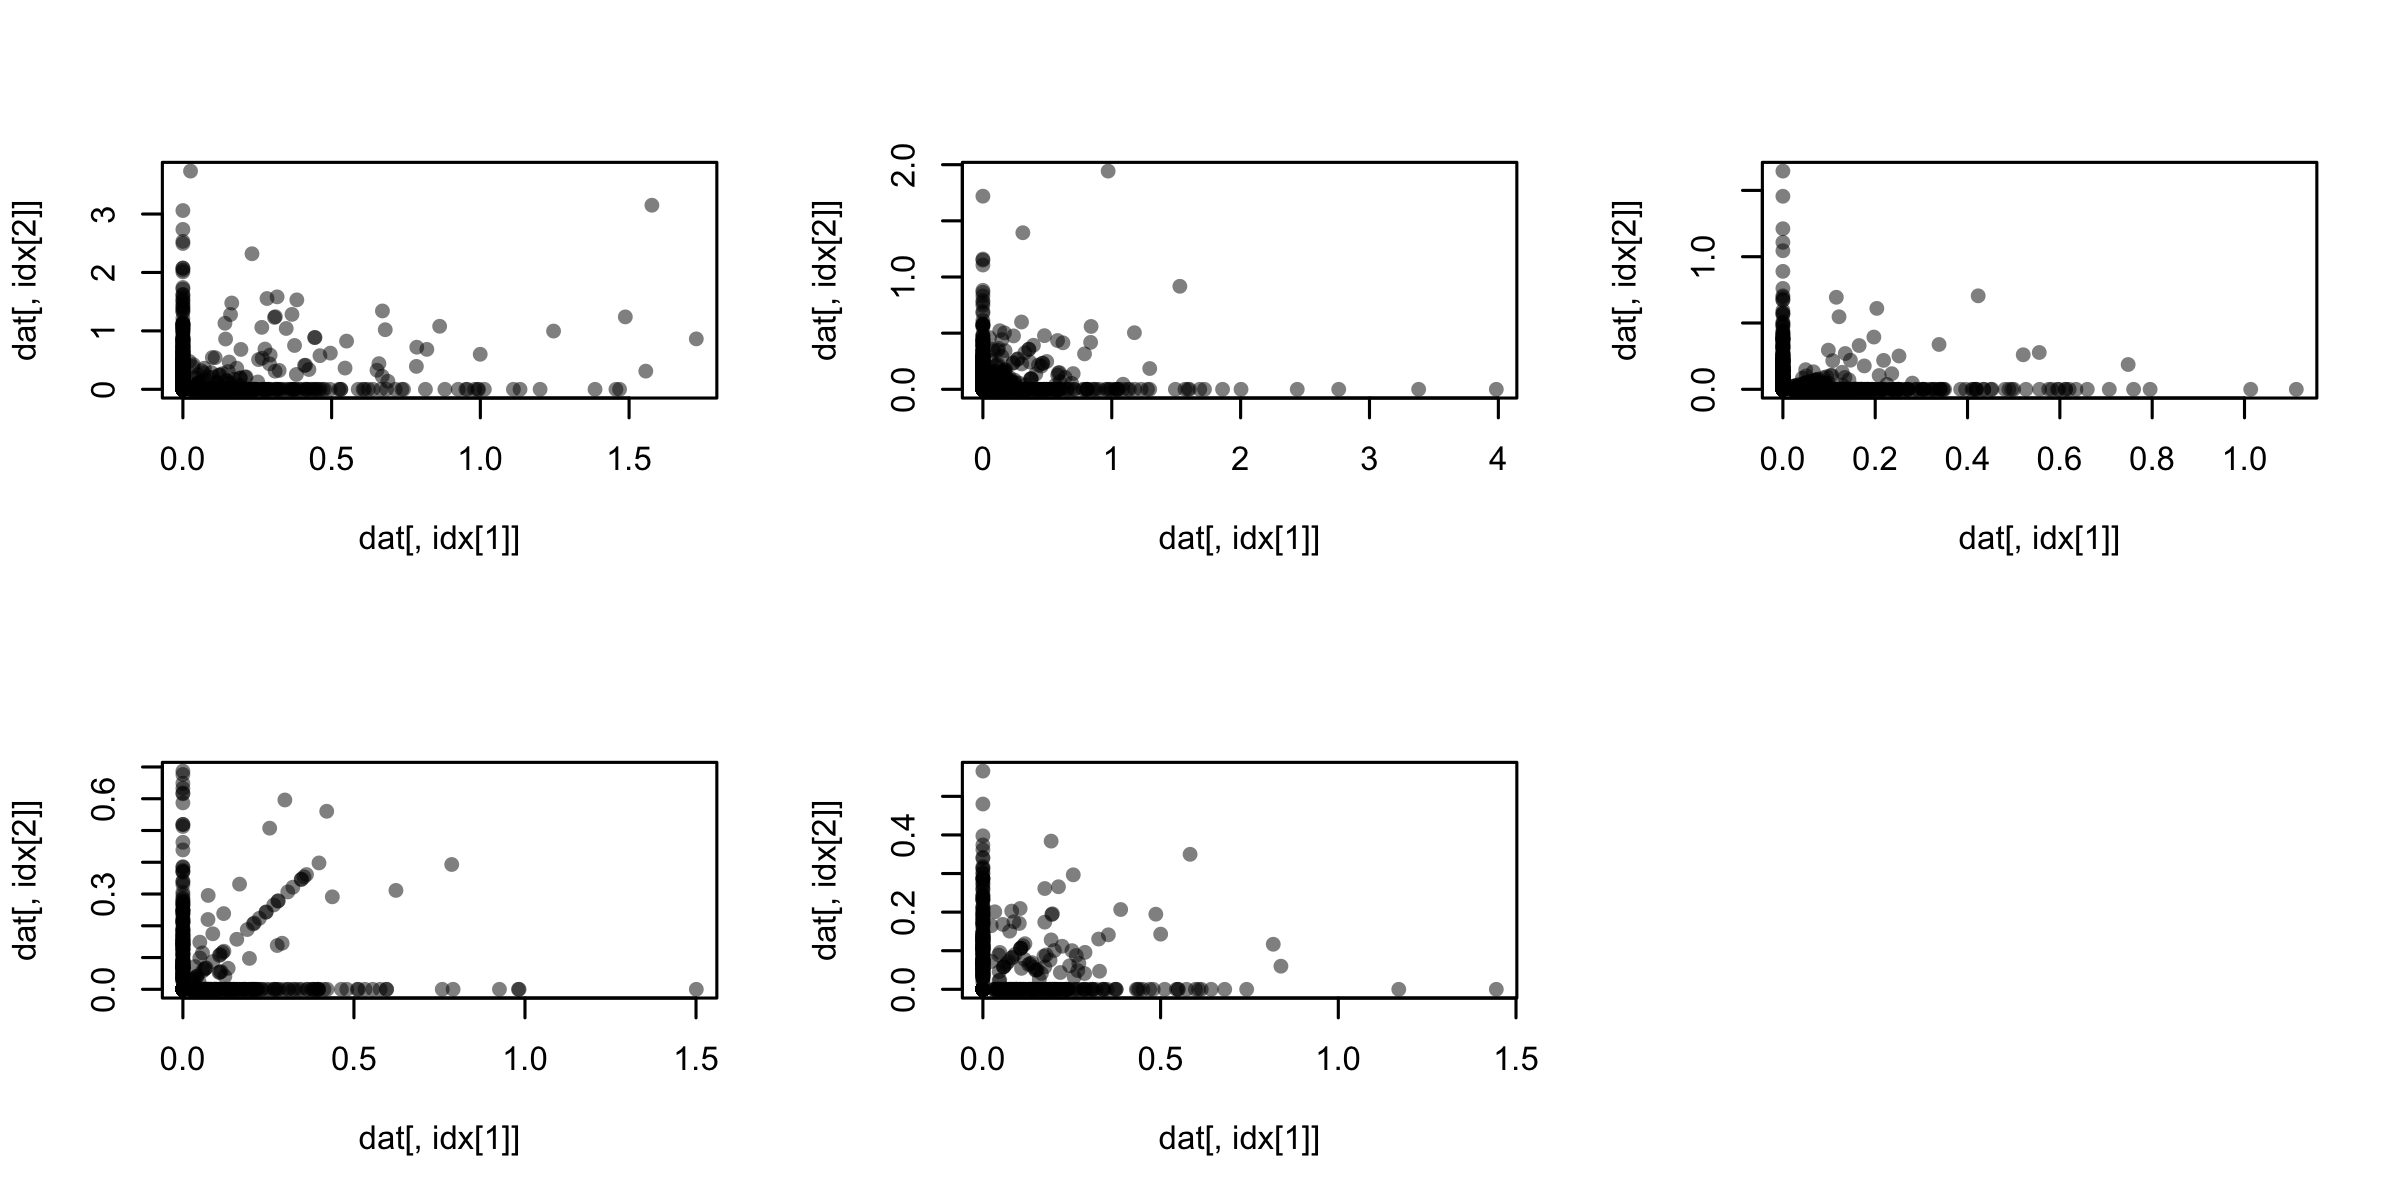 dat[, idx[2]]
0 1 2 3
0.0 0.5 1.0 1.5
dat[, idx[1]]
dat[, idx[2]]
0.0 1.0 2.0
0 1 2 3 4
dat[, idx[1]]
dat[, idx[2]]
0.0 1.0
0.0 0.2 0.4 0.6 0.8 1.0
dat[, idx[1]]
dat[, idx[2]]
0.0 0.3 0.6
0.0 0.5 1.0 1.5
dat[, idx[1]]
dat[, idx[2]]
0.0 0.2 0.4
0.0 0.5 1.0 1.5
dat[, idx[1]]